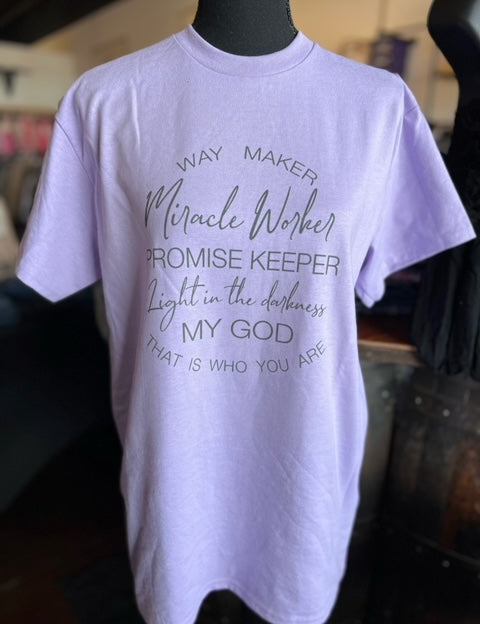 WAY MAKER
Miracle Worker
PROMISE KEEPER
Light in the darkness
MY GOD
THAT IS WHO YOU ARE